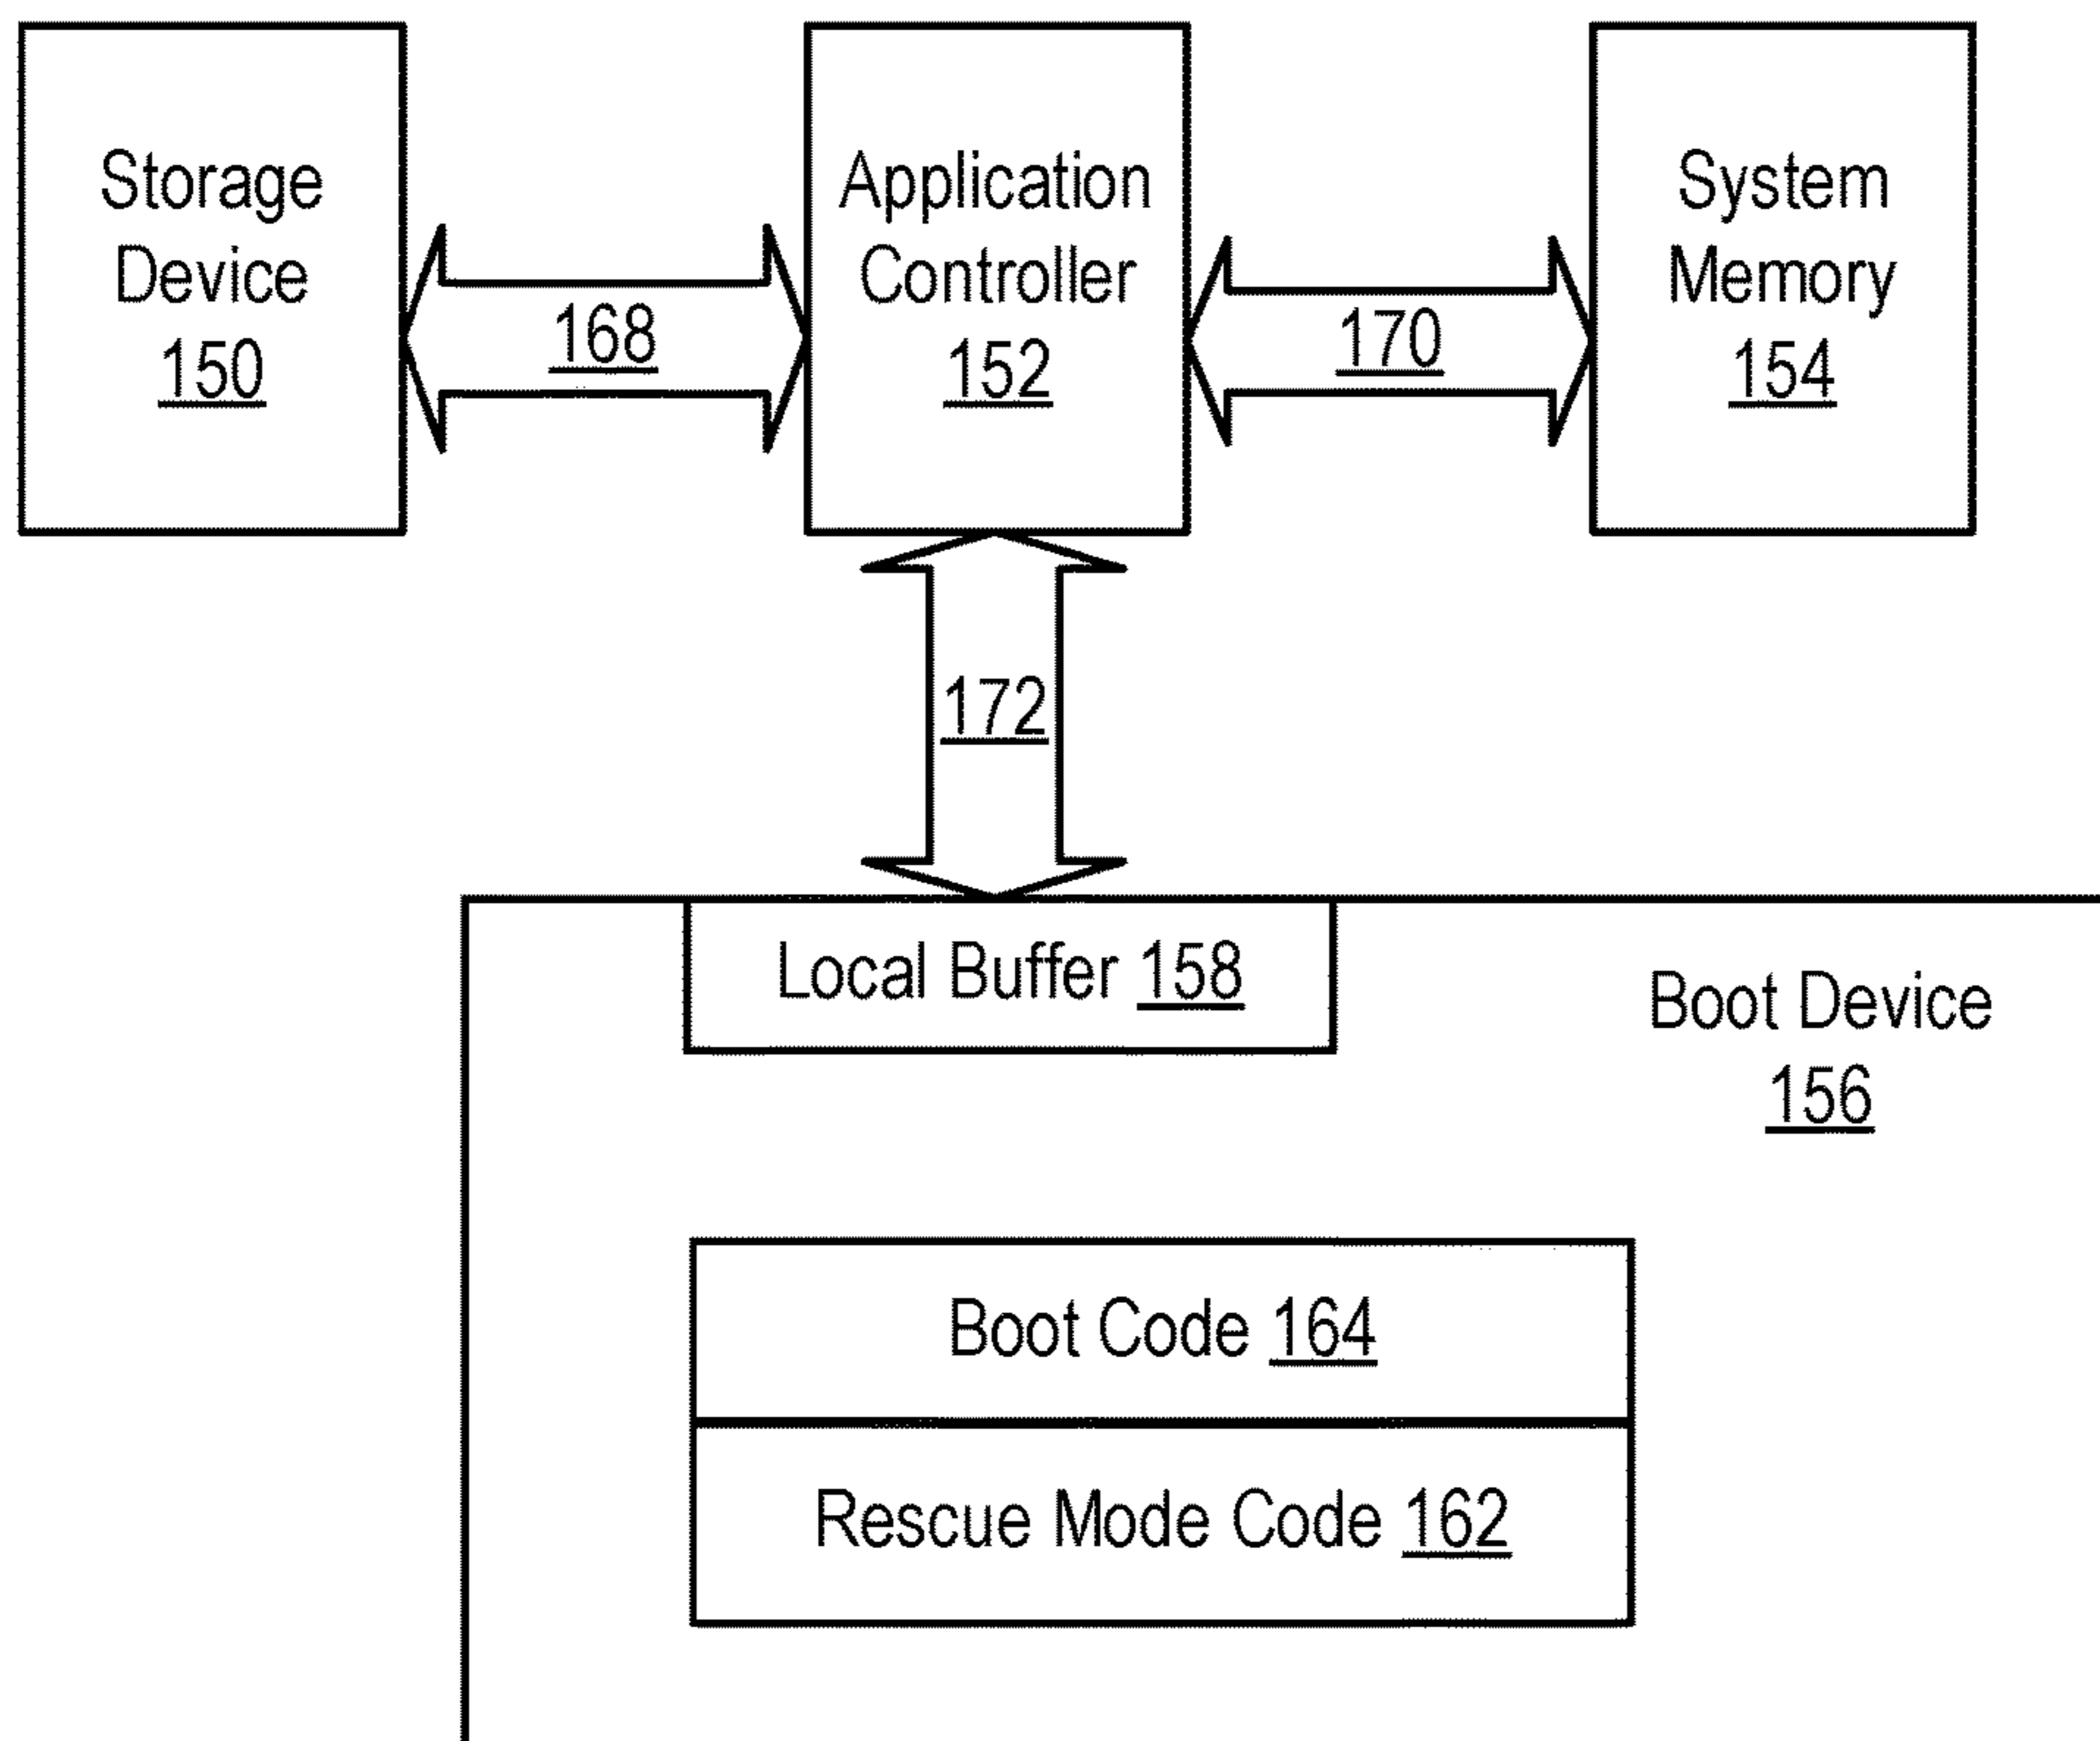 Storage
Device
150
168
Application
Controller
152
170
System
Memory
154
172
Local Buffer 158
Boot Device
156
Boot Code 164
Rescue Mode Code 162